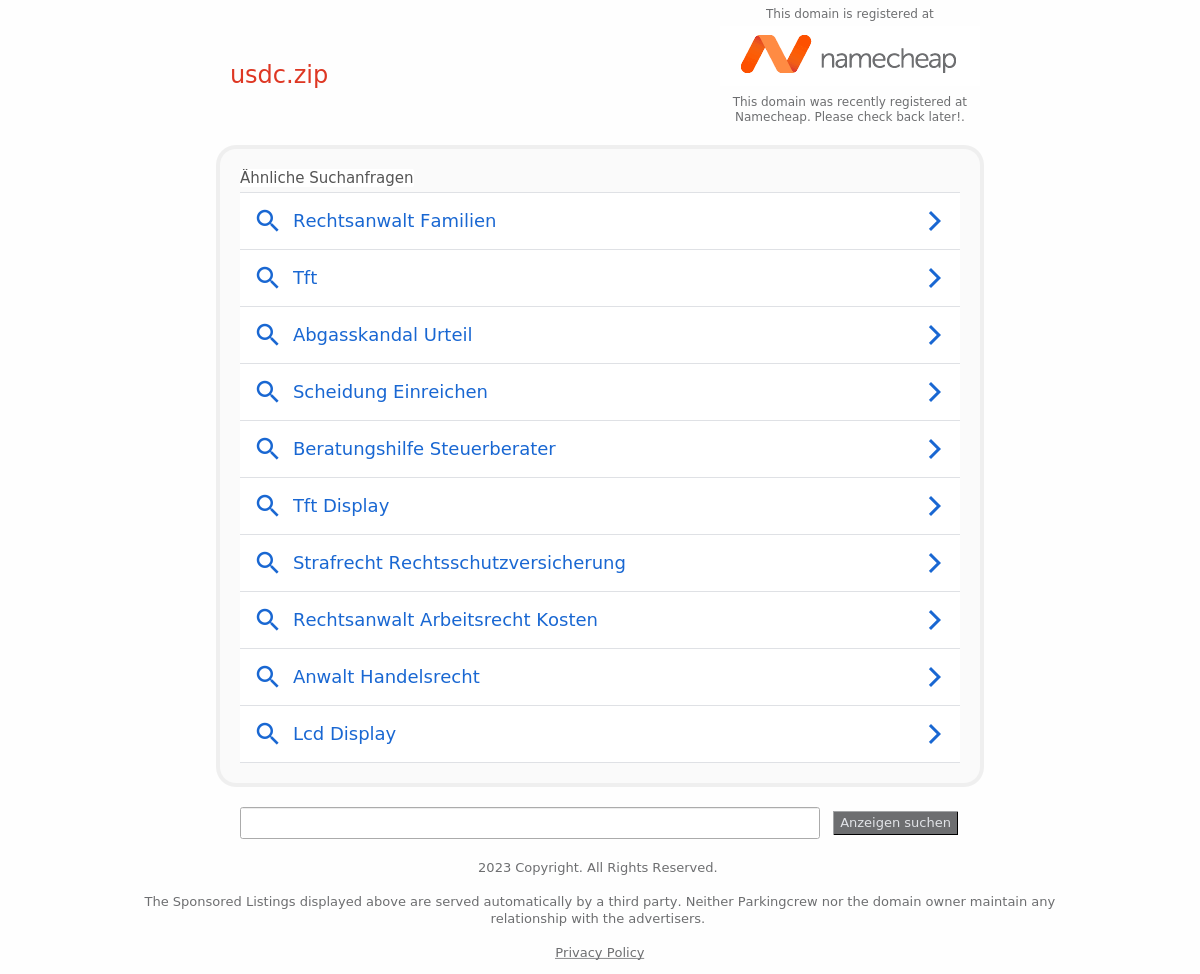 This domain is registered at
namecheap
usdc.zip
This domain was recently registered at
Namecheap. Please check back later!.
Ähnliche Suchanfragen
Rechtsanwalt Familien
Tft
Abgasskandal Urteil
Scheidung Einreichen
Beratungshilfe Steuerberater
Tft Display
Strafrecht Rechtsschutzversicherung
Rechtsanwalt Arbeitsrecht Kosten
Anwalt Handelsrecht
Lcd Display
Anzeigen suchen
2023 Copyright. All Rights Reserved.
The Sponsored Listings displayed above are served automatically by a third party. Neither Parkingcrew nor the domain owner maintain any
relationship with the advertisers.
Privacy Policy